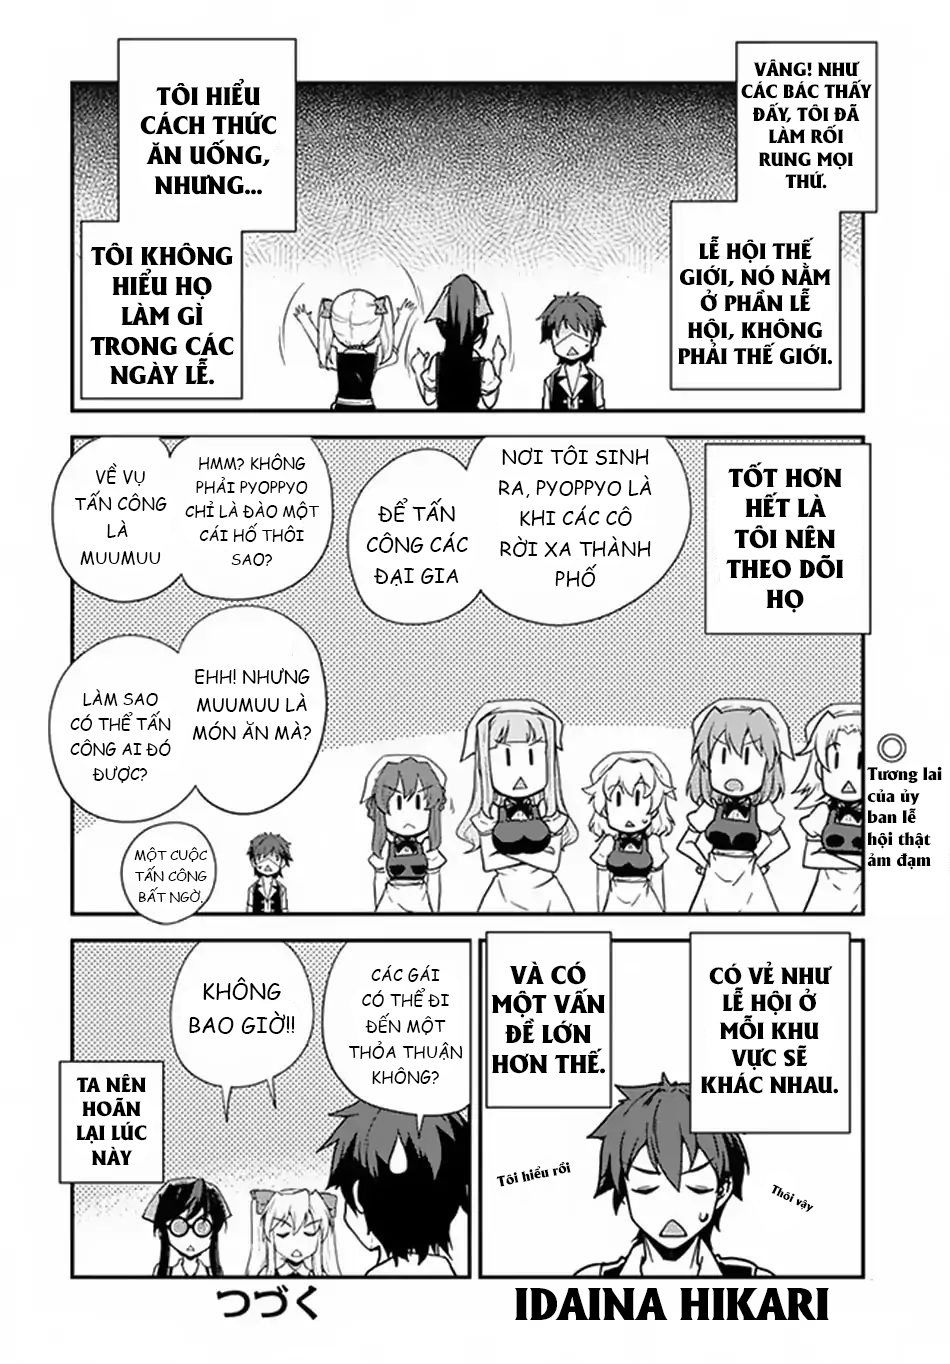 VÂNG! NHƯ
CÁC BÁC THẤY
ĐẤY, TÔI ĐÃ
LÀM RỐI
RUNG MỌI
THỨ.
LỄ HỘI THẾ
GIỚI, NÓ NẰM
Ở PHẦN LỄ
HỘI, KHÔNG
PHẢI THẾ GIỚI.
TÔI HIỂU
CÁCH THỨC
ĂN UỐNG,
NHƯNG...
TÔI KHÔNG
HIỂU HỌ
LÀM GÌ
TRONG CÁC
NGÀY LỄ.
TỐT HƠN
HẾT LÀ
TÔI NÊN
THEO DÕI
HỌ
NƠI TÔI SINH
RA, PYOPPYO LÀ
KHI CÁC CÔ
RỜI XA THÀNH
PHỐ
ĐỂ TẤN
CÔNG CÁC
ĐẠI GIA
HMM? KHÔNG
PHẢI PYOPPYO
CHỈ LÀ ĐÀO MỘT
CÁI HỐ THÔI
SAO?
VỀ VỤ
TẤN CÔNG
LÀ
MUUMUU
EHH! NHƯNG
MUUMUU LÀ
MÓN ĂN MÀ?
LÀM SAO
CÓ THỂ TẤN
CÔNG AI ĐÓ
ĐƯỢC?
MỘT CUỘC
TẤN CÔNG
BẤT NGỜ.
◎
Tương lai
của ủy
ban lễ
hội thật
ảm đạm
CÓ VẺ NHƯ
LỄ HỘI Ở
MỖI KHU
VỰC SẼ
KHÁC NHAU.
VÀ CÓ
MỘT VẤN
ĐỀ LỚN
HƠN THẾ.
Thôi vậy
Tôi hiểu rồi
CÁC GÁI
CÓ THỂ ĐI
ĐẾN MỘT
THỎA THUẬN
KHÔNG?
KHÔNG
BAO GIỜ!!
TA NÊN
HOÃN
LẠI LÚC
NÀY
つづく
IDAINA HIKARI